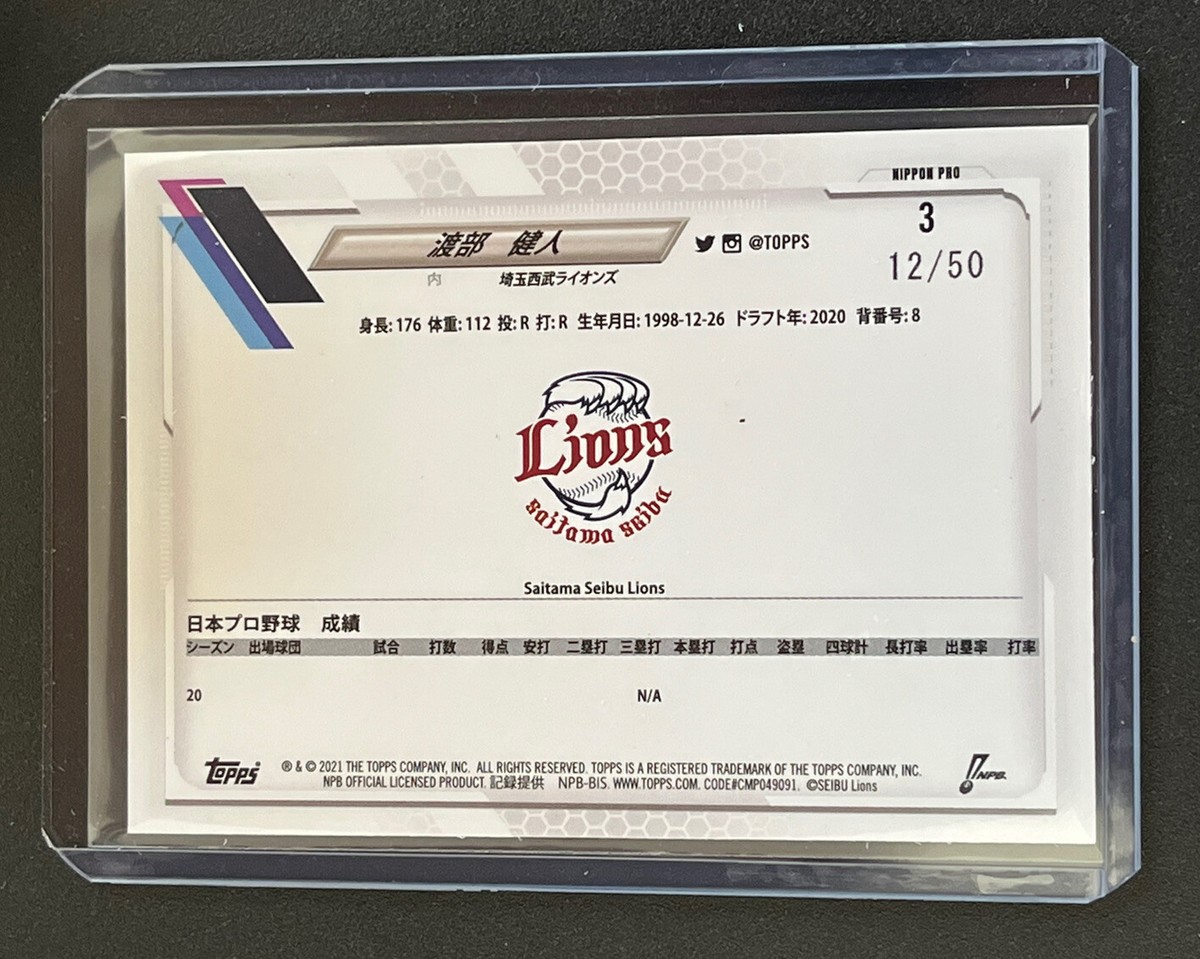 NIPPON PRO
3
12/50
渡部 健人
@TOPPS
内 埼玉西武ライオンズ
身長: 176 体重: 112 投: R 打: R 生年月日: 1998-12-26 ドラフト年: 2020 背番号: 8
Lions
saitama seibu
Saitama Seibu Lions
日本プロ野球 成績
シーズン 出場球団 試合 打数 得点 安打 二塁打 三塁打 本塁打 打点 盗塁 四球計 長打率 出塁率 打率
20 N/A
TOPPS
® & © 2021 THE TOPPS COMPANY, INC. ALL RIGHTS RESERVED. TOPPS IS A REGISTERED TRADEMARK OF THE TOPPS COMPANY, INC.
NPB OFFICIAL LICENSED PRODUCT. 記録提供 NPB-BIS. WWW.TOPPS.COM. CODE#CMP049091. ©SEIBU Lions
NPB